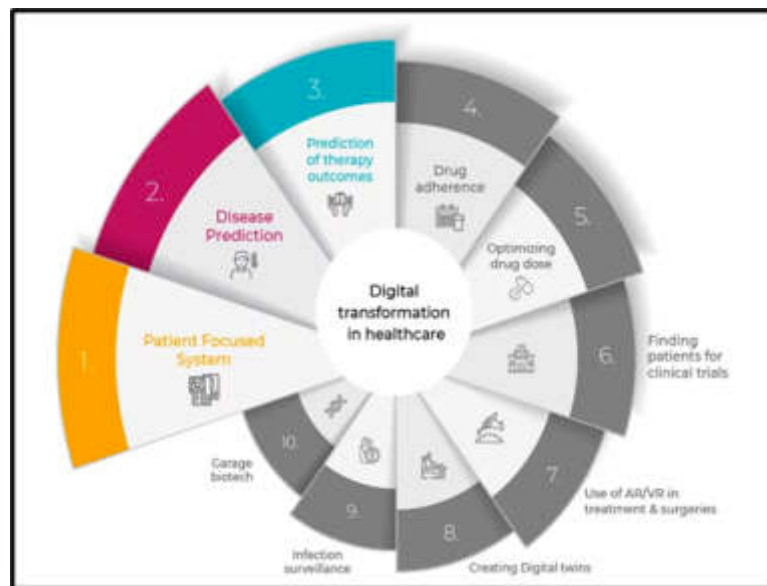 Digital
transformation
in healthcare
1.
Patient Focused
System
2.
Disease
Prediction
3.
Prediction
of therapy
outcomes
4.
Drug
adherence
5.
Optimizing
drug dose
6.
Finding
patients for
clinical trials
7.
Use of AR/VR in
treatment & surgeries
8.
Creating Digital twins
9.
Infection
surveillance
10.
Garage
biotech